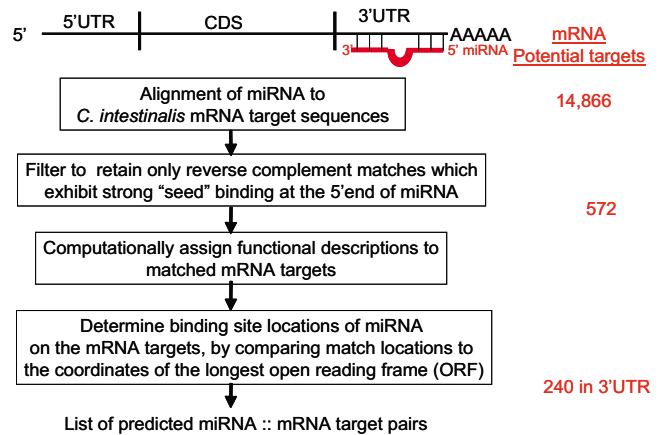 5' 5'UTR CDS 3'UTR AAAAA
3' 5' miRNA
mRNA
Potential targets
Alignment of miRNA to
C. intestinalis mRNA target sequences
14,866
Filter to retain only reverse complement matches which
exhibit strong “seed” binding at the 5'end of miRNA
572
Computationally assign functional descriptions to
matched mRNA targets
Determine binding site locations of miRNA
on the mRNA targets, by comparing match locations to
the coordinates of the longest open reading frame (ORF)
240 in 3'UTR
List of predicted miRNA :: mRNA target pairs